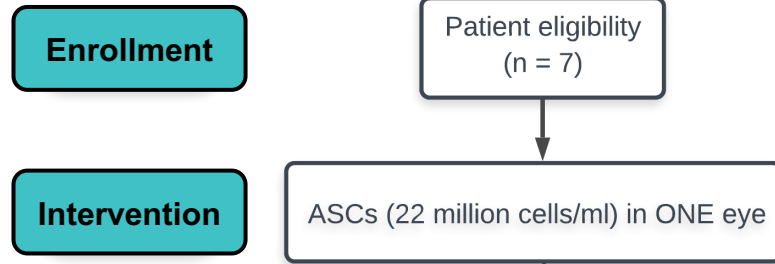 Enrollment
Patient eligibility
(n = 7)
Intervention
ASCs (22 million cells/ml) in ONE eye